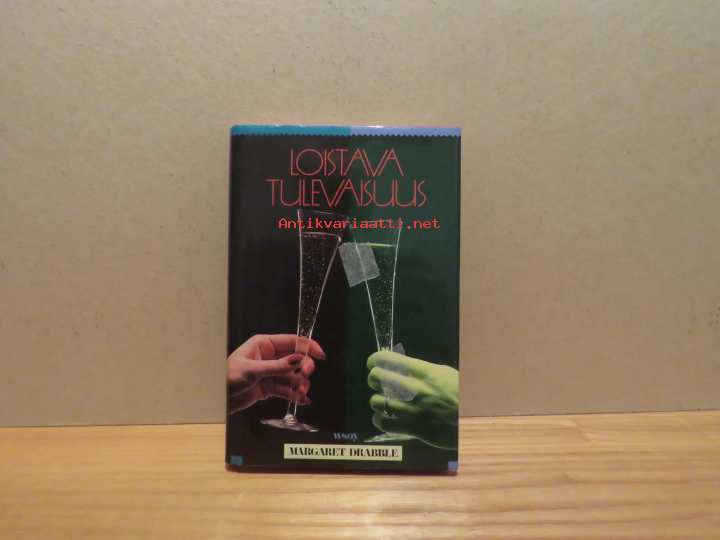 LOISTAVA
TULEVAISUUS
Antikvariaatti.net
wsoy
MARGARET DRABBLE